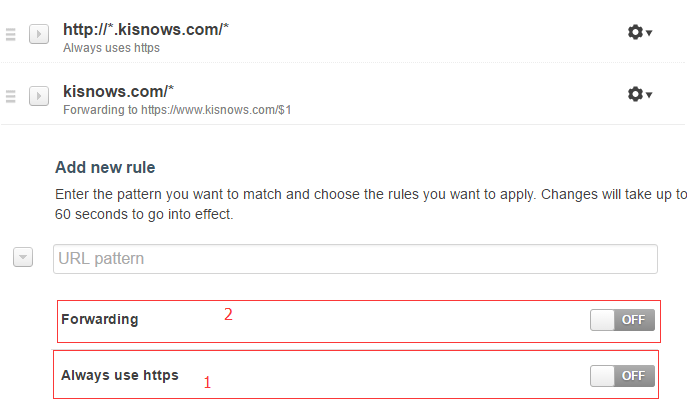 http://*.kisnows.com/*
Always uses https
kisnows.com/*
Forwarding to https://www.kisnows.com/$1
Add new rule
Enter the pattern you want to match and choose the rules you want to apply. Changes will take up to
60 seconds to go into effect.
URL pattern
Forwarding 2 OFF
Always use https 1 OFF